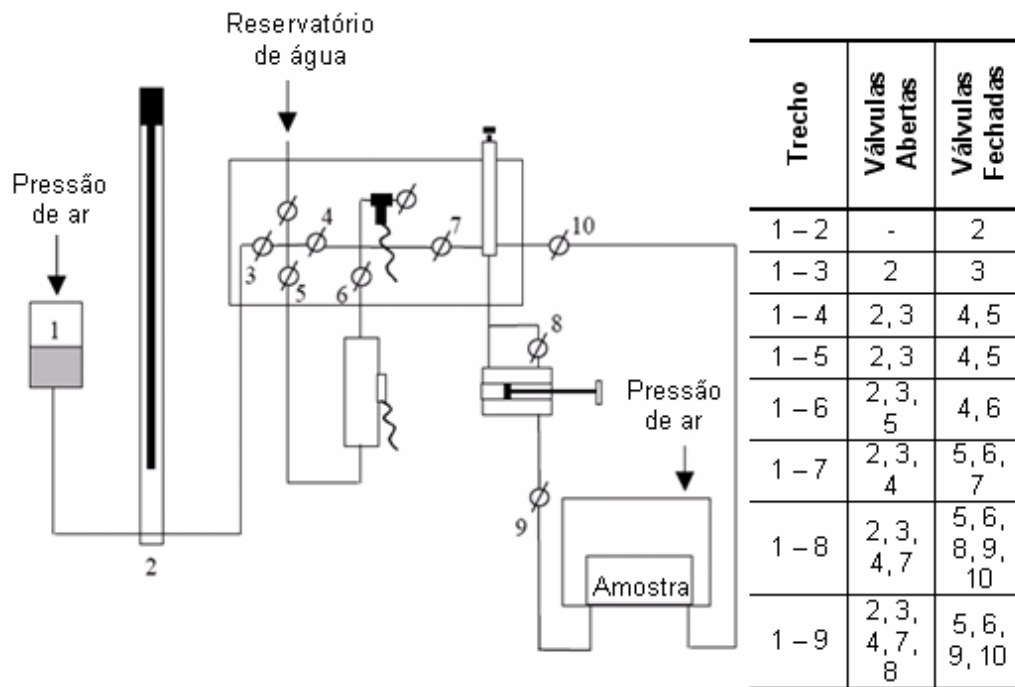 Reservatório
de água
Pressão
de ar
1
2
3
4
5
6
7
8
9
10
Pressão
de ar
Amostra
Trecho
Válvulas
Abertas
Válvulas
Fechadas
1 – 2 - 2
1 – 3 2 3
1 – 4 2, 3 4, 5
1 – 5 2, 3 4, 5
1 – 6 2, 3, 4, 6
5
1 – 7 2, 3, 5, 6,
4 7
1 – 8 2, 3, 5, 6,
4, 7 8, 9,
10
1 – 9 2, 3, 5, 6,
4, 7, 9, 10
8